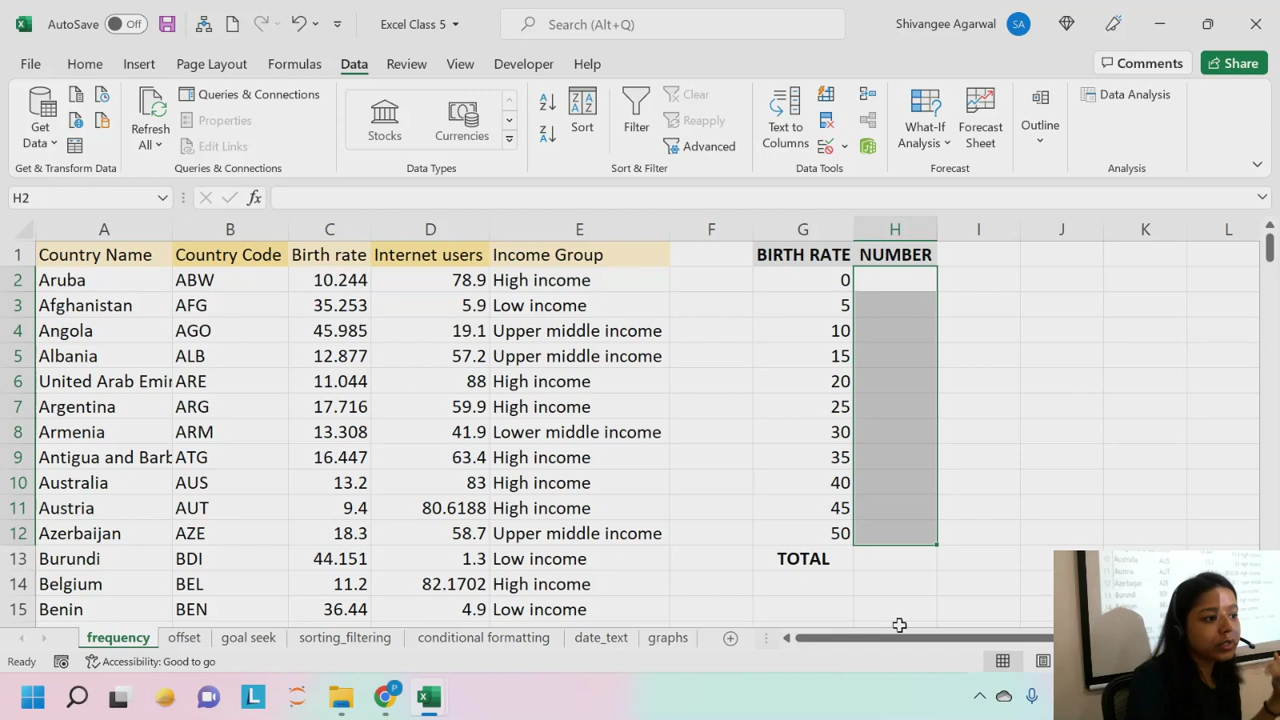 AutoSave Off Excel Class 5 Search (Alt+Q) Shivangee Agarwal SA
File Home Insert Page Layout Formulas Data Review View Developer Help Comments Share
Get Data Refresh All Queries & Connections Properties Edit Links Stocks Currencies Sort Filter Clear Reapply Advanced Text to Columns What-If Analysis Forecast Sheet Outline Data Analysis
Get & Transform Data Queries & Connections Data Types Sort & Filter Data Tools Forecast Analysis
H2 fx
A B C D E F G H I J K L
1 Country Name Country Code Birth rate Internet users Income Group BIRTH RATE NUMBER
2 Aruba ABW 10.244 78.9 High income 0
3 Afghanistan AFG 35.253 5.9 Low income 5
4 Angola AGO 45.985 19.1 Upper middle income 10
5 Albania ALB 12.877 57.2 Upper middle income 15
6 United Arab Emir ARE 11.044 88 High income 20
7 Argentina ARG 17.716 59.9 High income 25
8 Armenia ARM 13.308 41.9 Lower middle income 30
9 Antigua and Barb ATG 16.447 63.4 High income 35
10 Australia AUS 13.2 83 High income 40
11 Austria AUT 9.4 80.6188 High income 45
12 Azerbaijan AZE 18.3 58.7 Upper middle income 50
13 Burundi BDI 44.151 1.3 Low income TOTAL
14 Belgium BEL 11.2 82.1702 High income
15 Benin BEN 36.44 4.9 Low income
frequency offset goal seek sorting_filtering conditional formatting date_text graphs
Ready Accessibility: Good to go